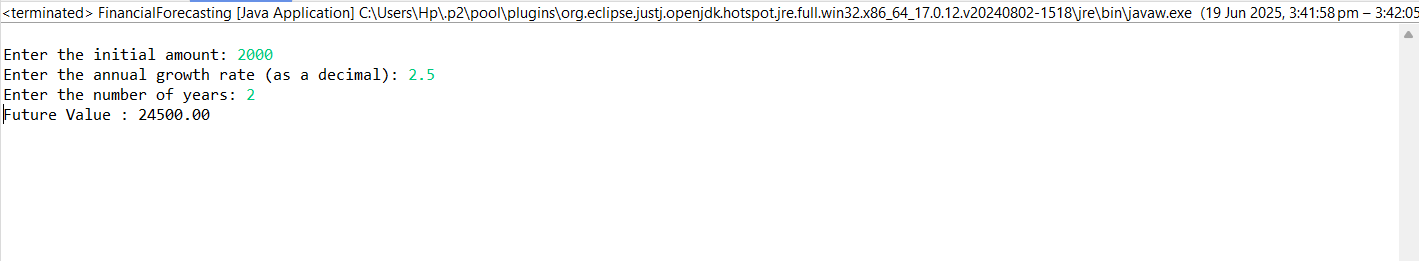 <terminated> FinancialForecasting [Java Application] C:\Users\Hp\.p2\pool\plugins\org.eclipse.justj.openjdk.hotspot.jre.full.win32.x86_64_17.0.12.v20240802-1518\jre\bin\javaw.exe (19 Jun 2025, 3:41:58 pm – 3:42:05
Enter the initial amount: 2000
Enter the annual growth rate (as a decimal): 2.5
Enter the number of years: 2
Future Value : 24500.00